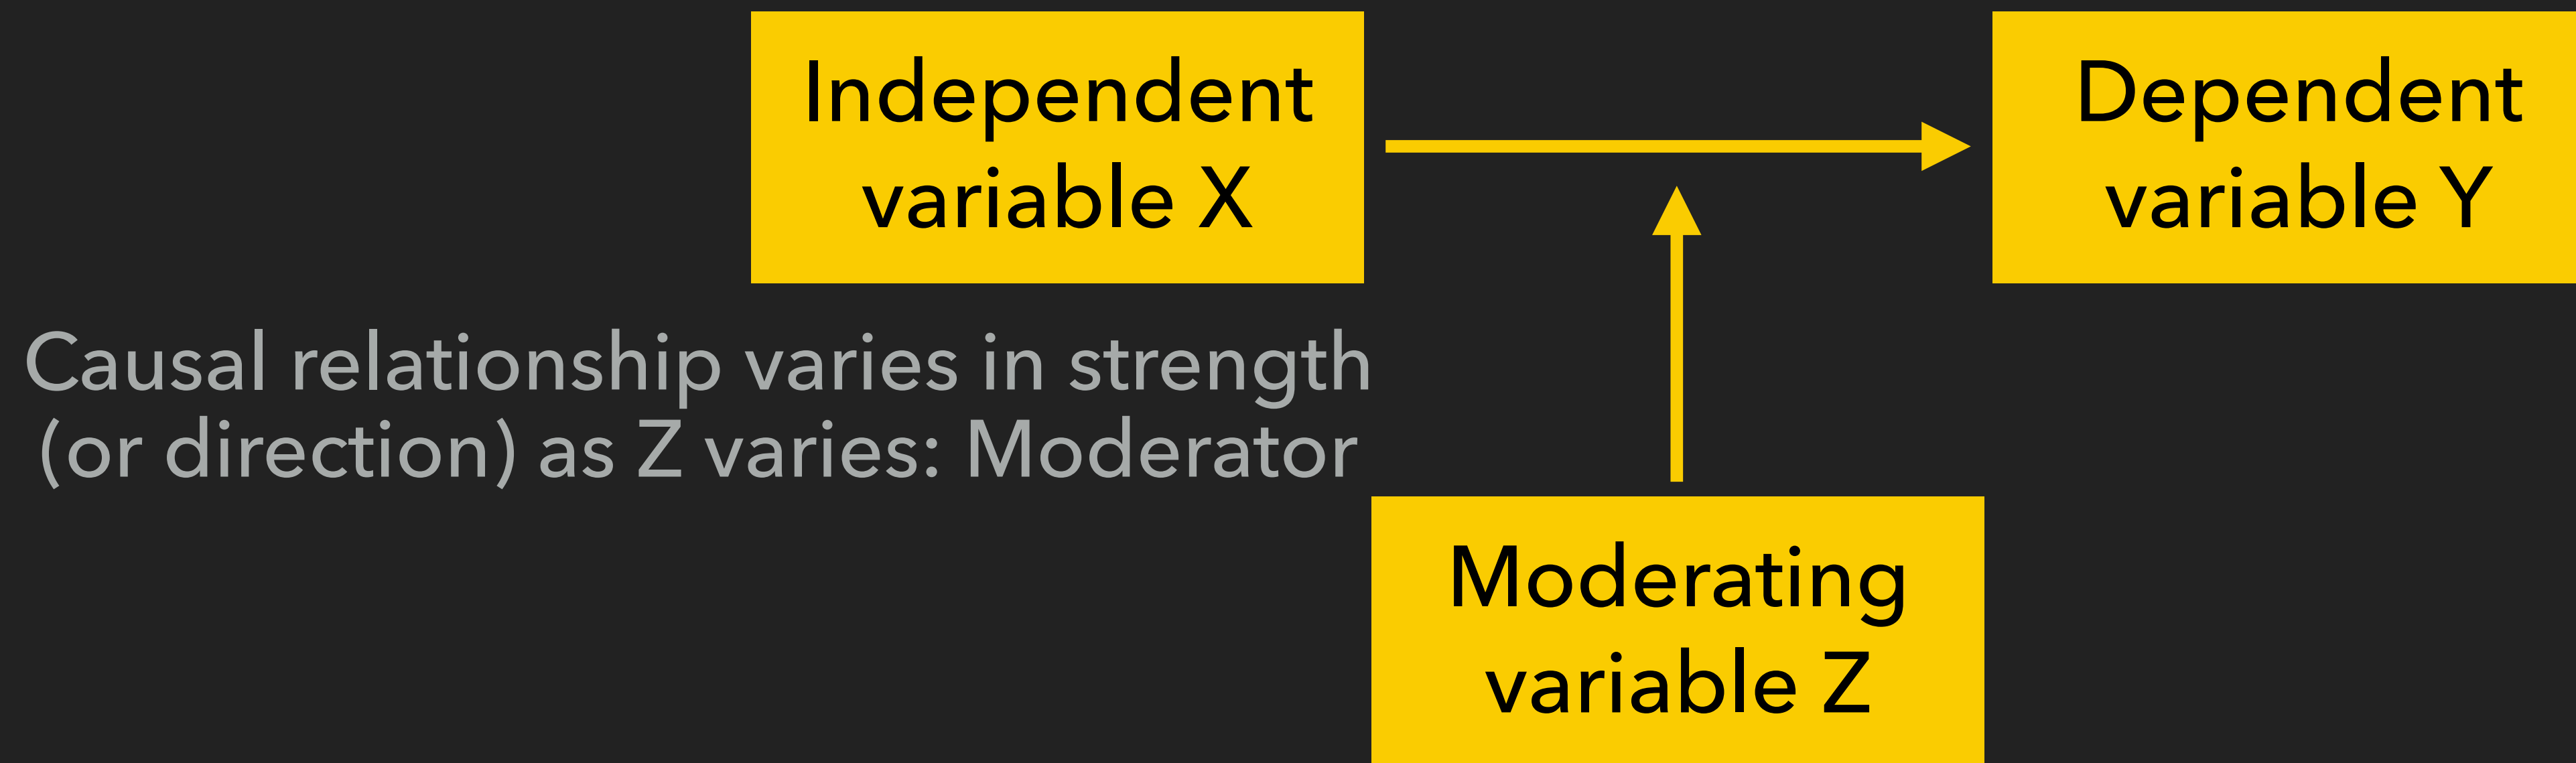 Independent
variable X
Dependent
variable Y
Causal relationship varies in strength
(or direction) as Z varies: Moderator
Moderating
variable Z